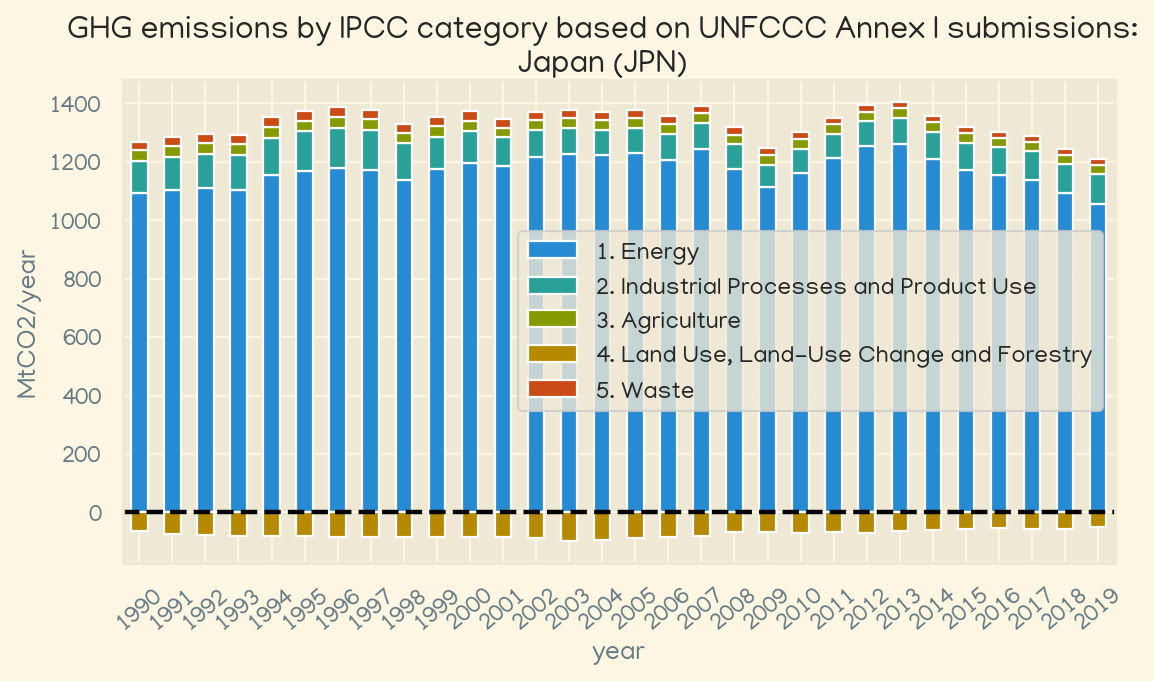 GHG emissions by IPCC category based on UNFCCC Annex I submissions:
Japan (JPN)
MtCO2/year
1400
1200
1000
800
600
400
200
0
1. Energy
2. Industrial Processes and Product Use
3. Agriculture
4. Land Use, Land-Use Change and Forestry
5. Waste
1990 1991 1992 1993 1994 1995 1996 1997 1998 1999 2000 2001 2002 2003 2004 2005 2006 2007 2008 2009 2010 2011 2012 2013 2014 2015 2016 2017 2018 2019
year